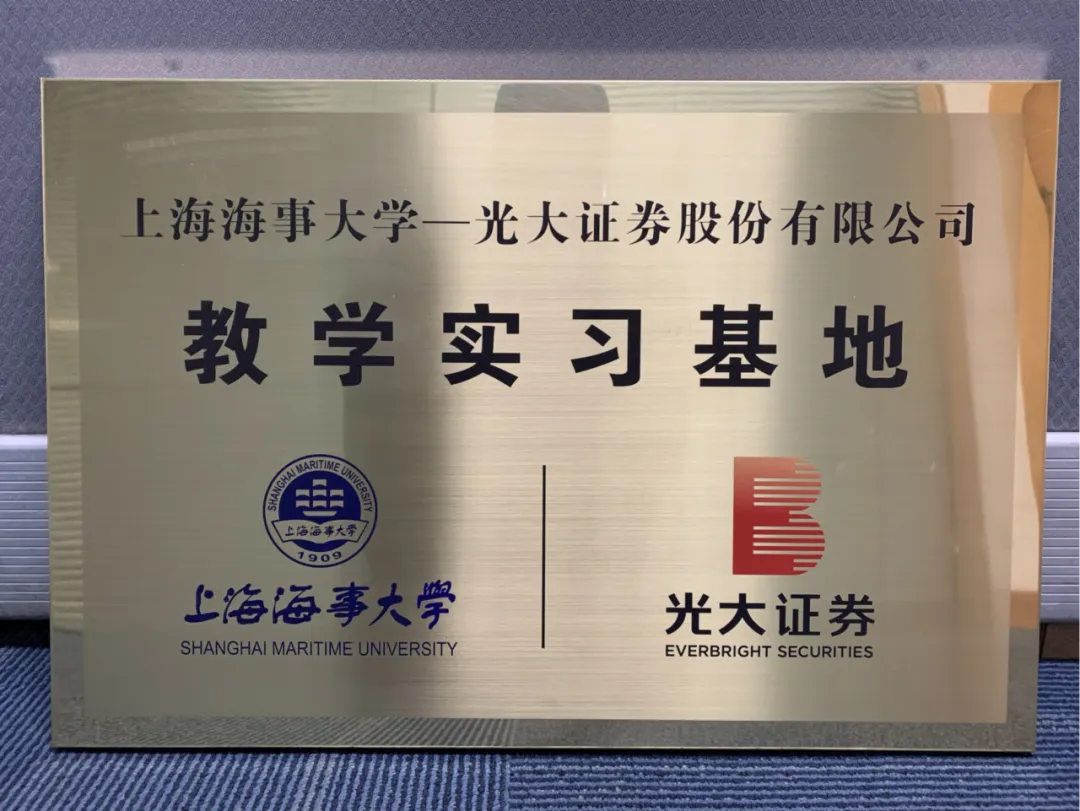 上海海事大学—光大证券股份有限公司
教学实习基地
SHANGHAI MARITIME UNIVERSITY
上海海事大学
1909
上海海事大学
SHANGHAI MARITIME UNIVERSITY
光大证券
EVERBRIGHT SECURITIES